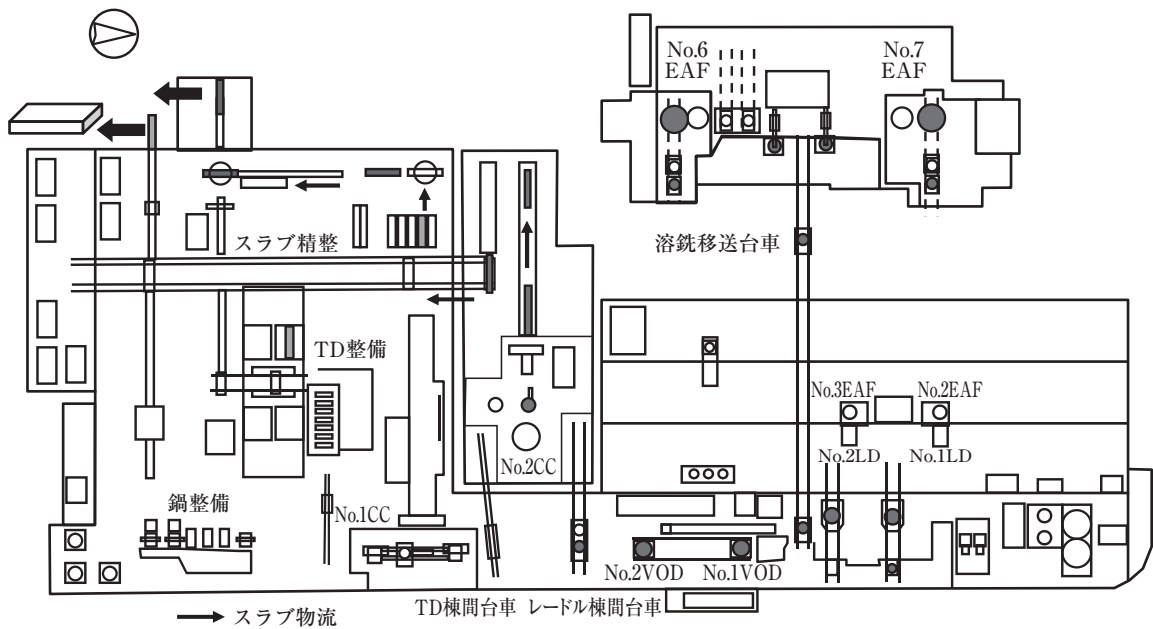 No.6
EAF
No.7
EAF
スラブ精整
溶銑移送台車
TD整備
No.3EAF
No.2EAF
No.2LD
No.1LD
No.2CC
鍋整備
No.1CC
No.2VOD
No.1VOD
TD棟間台車
レードル棟間台車
スラブ物流